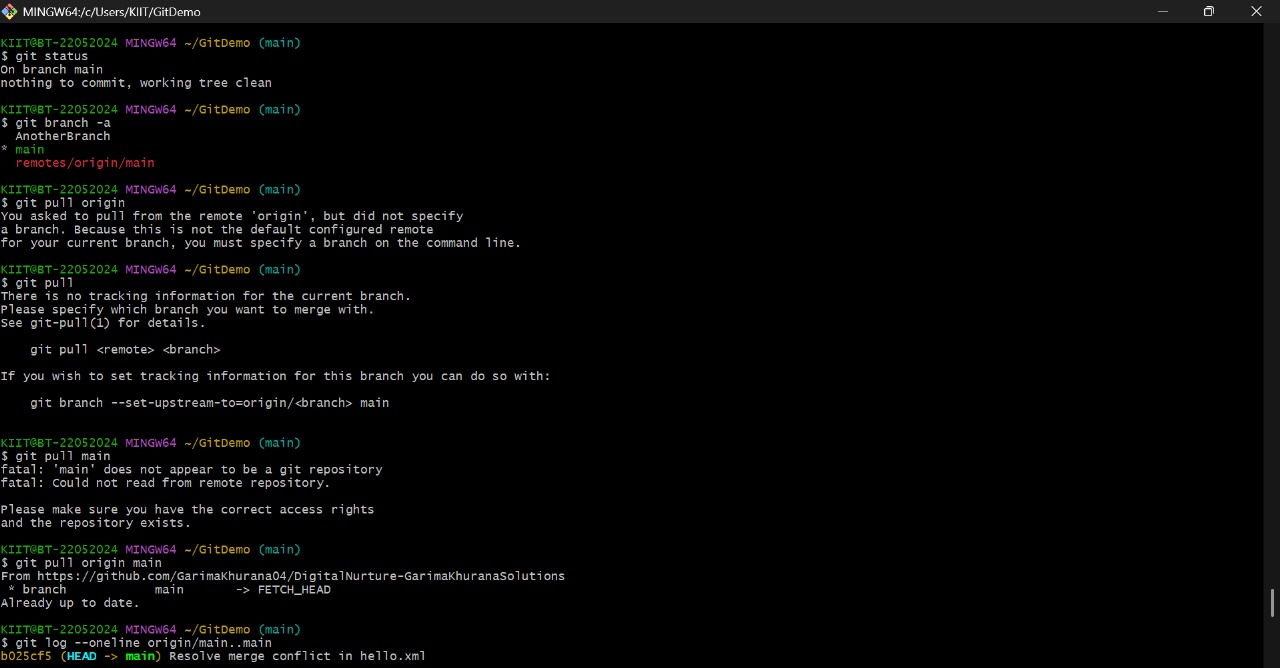 MINGW64:/c/Users/KIIT/GitDemo
KIIT@BT-22052024 MINGW64 ~/GitDemo (main)
$ git status
On branch main
nothing to commit, working tree clean
KIIT@BT-22052024 MINGW64 ~/GitDemo (main)
$ git branch -a
  AnotherBranch
* main
  remotes/origin/main
KIIT@BT-22052024 MINGW64 ~/GitDemo (main)
$ git pull origin
You asked to pull from the remote 'origin', but did not specify
a branch. Because this is not the default configured remote
for your current branch, you must specify a branch on the command line.
KIIT@BT-22052024 MINGW64 ~/GitDemo (main)
$ git pull
There is no tracking information for the current branch.
Please specify which branch you want to merge with.
See git-pull(1) for details.
    git pull <remote> <branch>
If you wish to set tracking information for this branch you can do so with:
    git branch --set-upstream-to=origin/<branch> main
KIIT@BT-22052024 MINGW64 ~/GitDemo (main)
$ git pull main
fatal: 'main' does not appear to be a git repository
fatal: Could not read from remote repository.
Please make sure you have the correct access rights
and the repository exists.
KIIT@BT-22052024 MINGW64 ~/GitDemo (main)
$ git pull origin main
From https://github.com/GarimaKhurana04/DigitalNurture-GarimaKhuranaSolutions
 * branch            main       -> FETCH_HEAD
Already up to date.
KIIT@BT-22052024 MINGW64 ~/GitDemo (main)
$ git log --oneline origin/main..main
b025cf5 (HEAD -> main) Resolve merge conflict in hello.xml